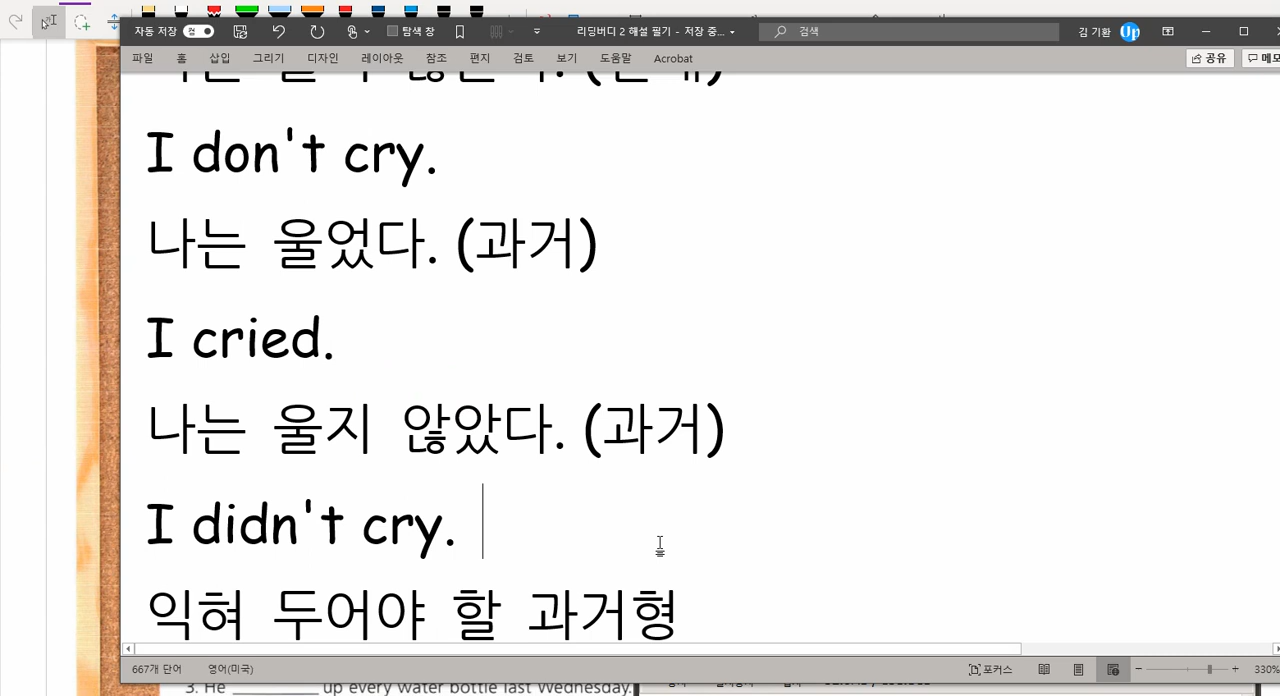 자동 저장 켬 탐색 창 리딩버디 2 해설 필기 - 저장 중... 검색 김 기환 Up
파일 홈 삽입 그리기 디자인 레이아웃 참조 편지 검토 보기 도움말 Acrobat 공유 메모
I don't cry.
나는 울었다. (과거)
I cried.
나는 울지 않았다. (과거)
I didn't cry.
익혀 두어야 할 과거형
667개 단어 영어(미국) 포커스 330%
3. He ________ up every water bottle last Wednesday.